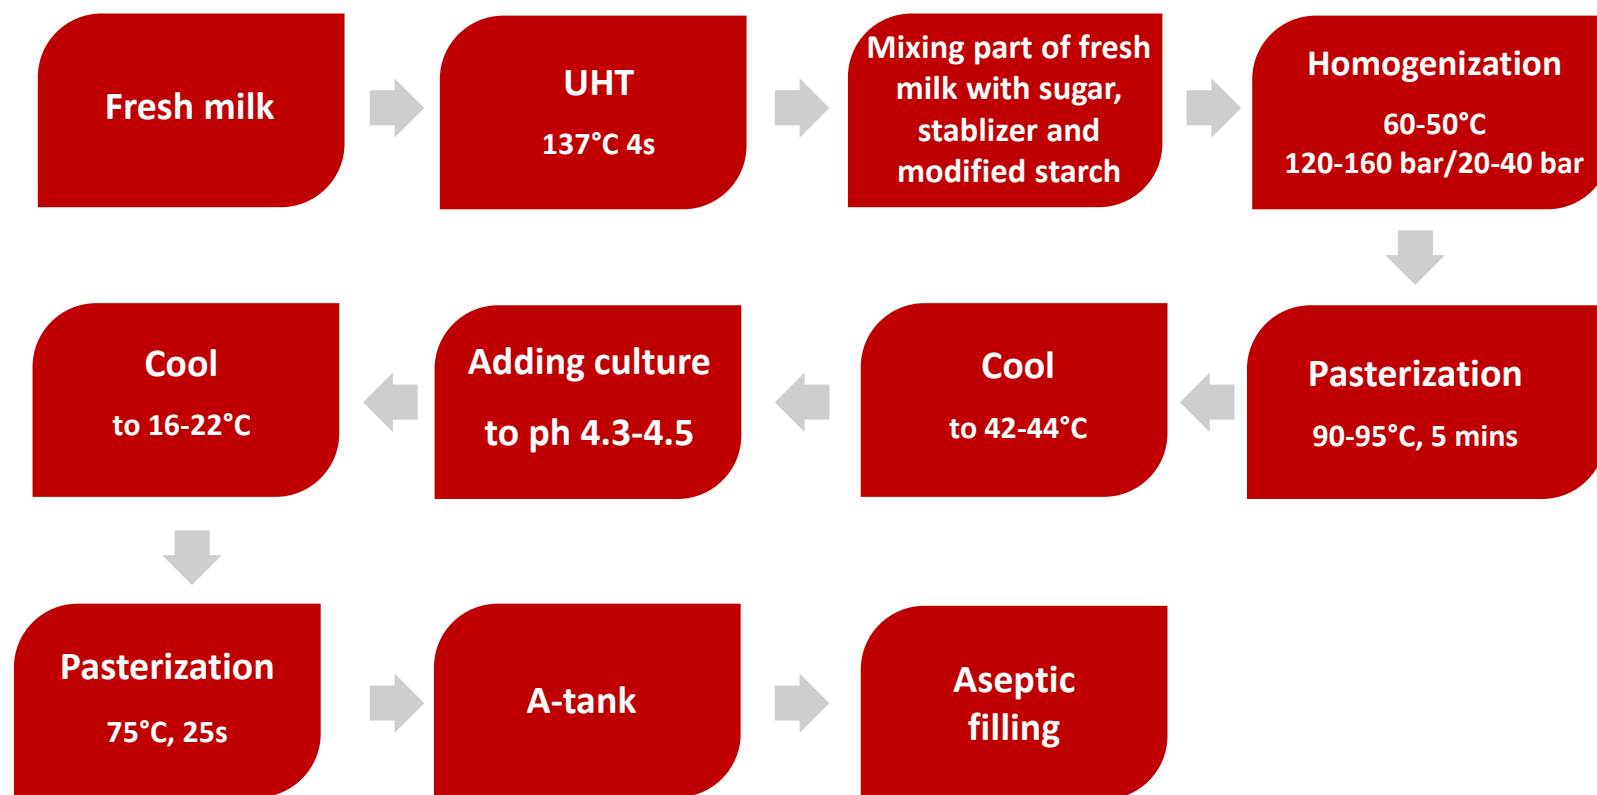 Fresh milk
UHT
137°C 4s
Mixing part of fresh
milk with sugar,
stablizer and
modified starch
Homogenization
60-50°C
120-160 bar/20-40 bar
Pasterization
90-95°C, 5 mins
Cool
to 42-44°C
Adding culture
to ph 4.3-4.5
Cool
to 16-22°C
Pasterization
75°C, 25s
A-tank
Aseptic
filling